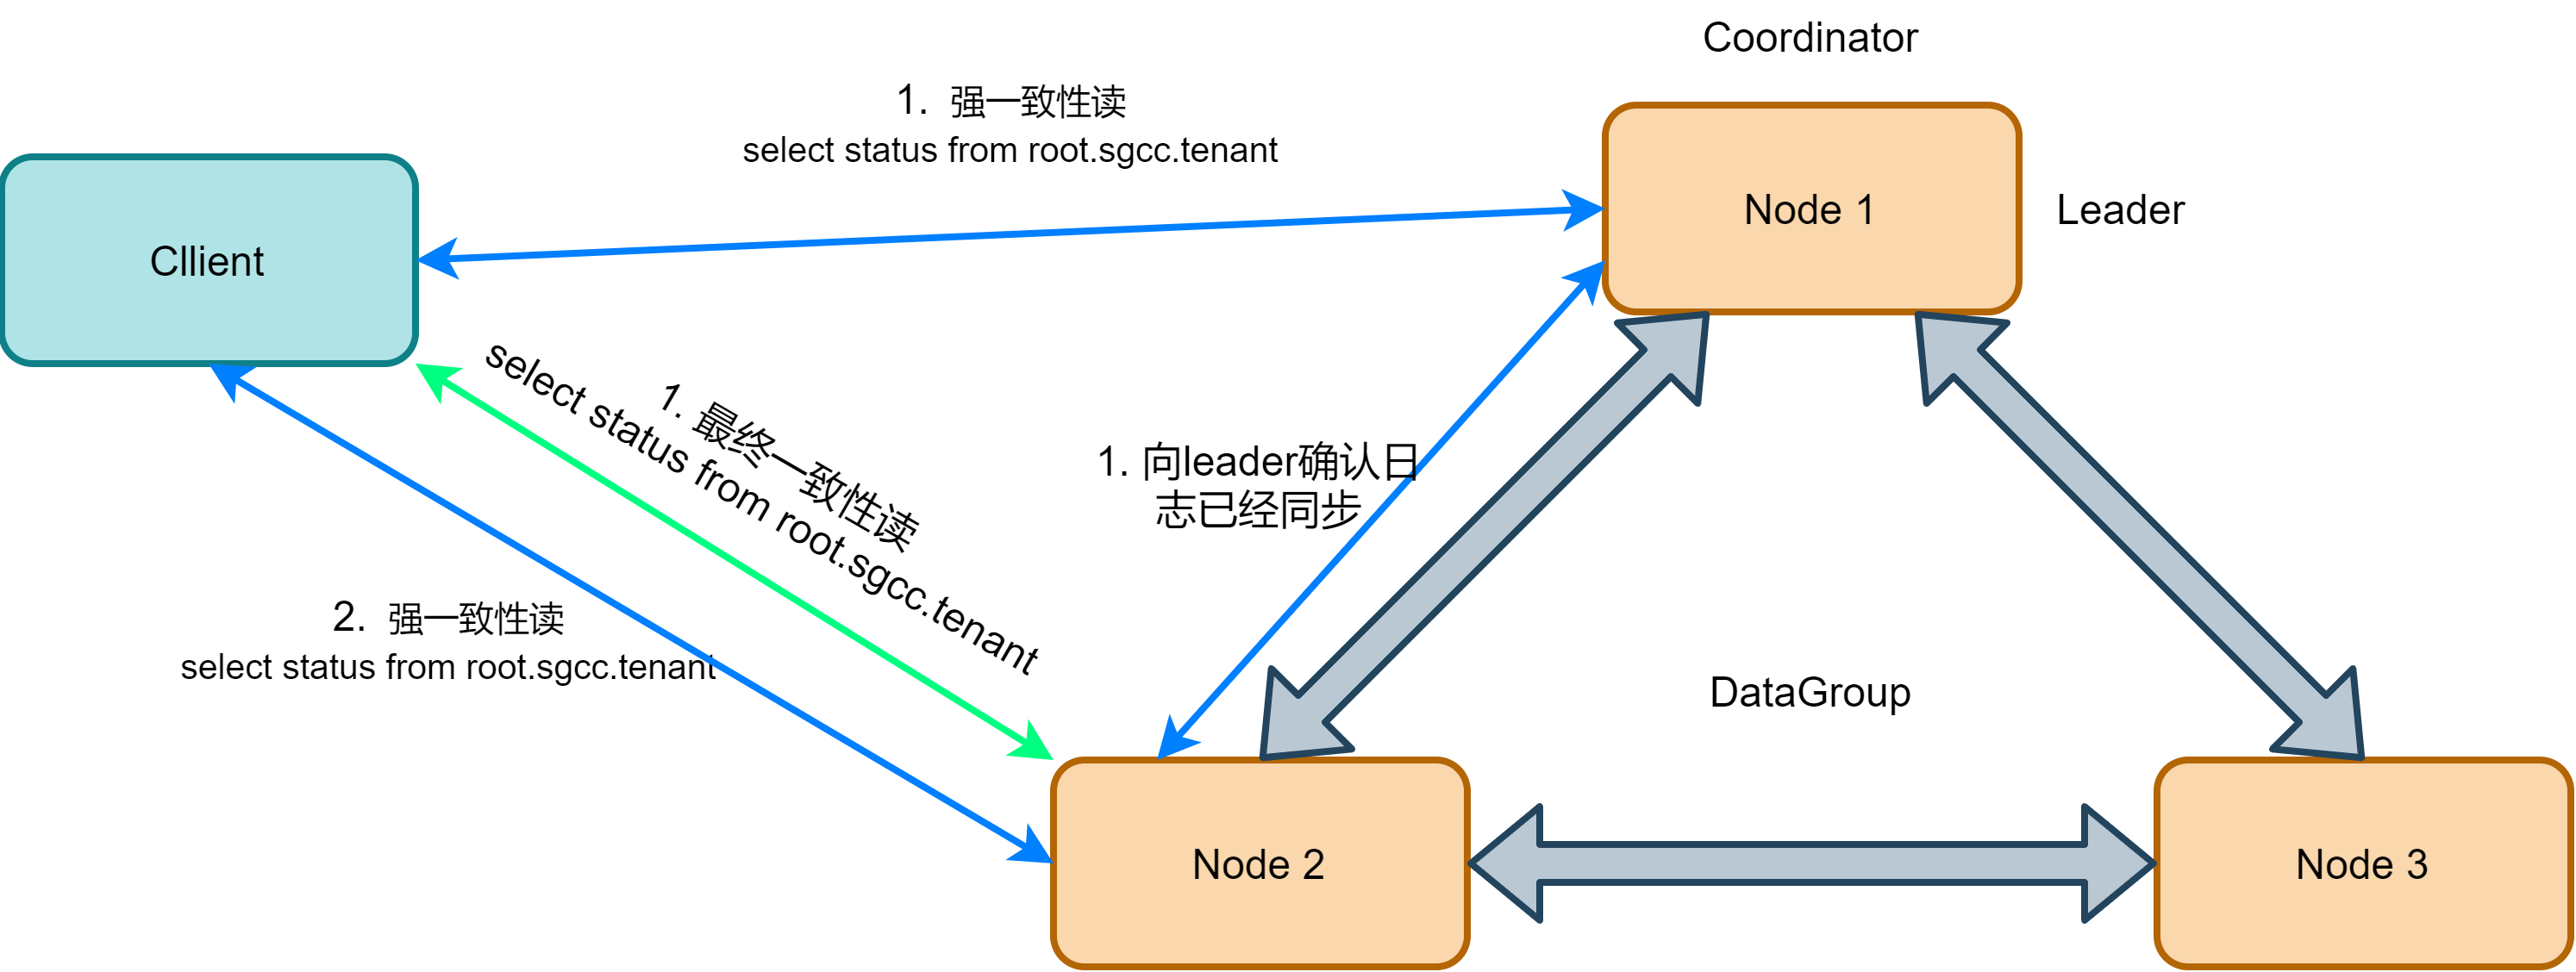 Coordinator
1. 强一致性读
select status from root.sgcc.tenant
Node 1
Leader
Cllient
1. 最终一致性读
select status from root.sgcc.tenant
1. 向leader确认日
志已经同步
2. 强一致性读
select status from root.sgcc.tenant
DataGroup
Node 2
Node 3